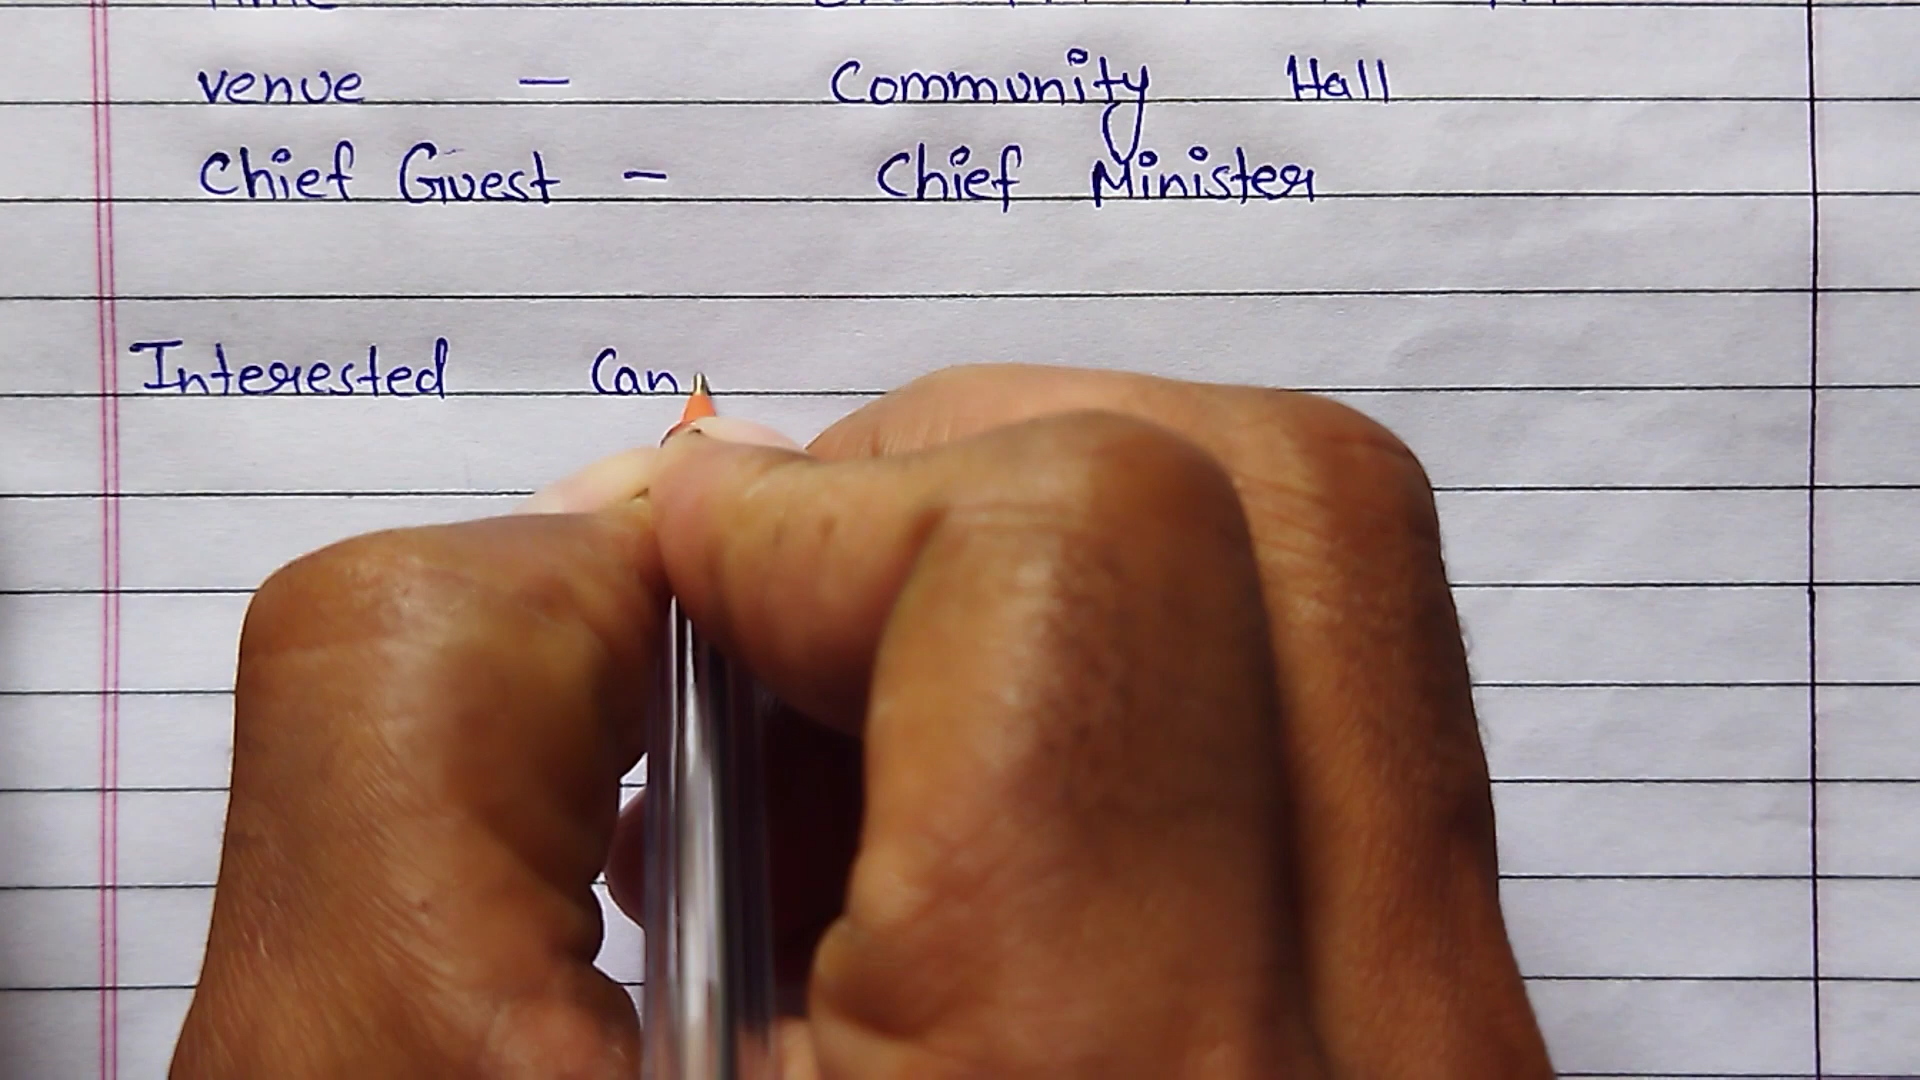 venue - Community Hall
Chief Guest - Chief Minister
Interested Can